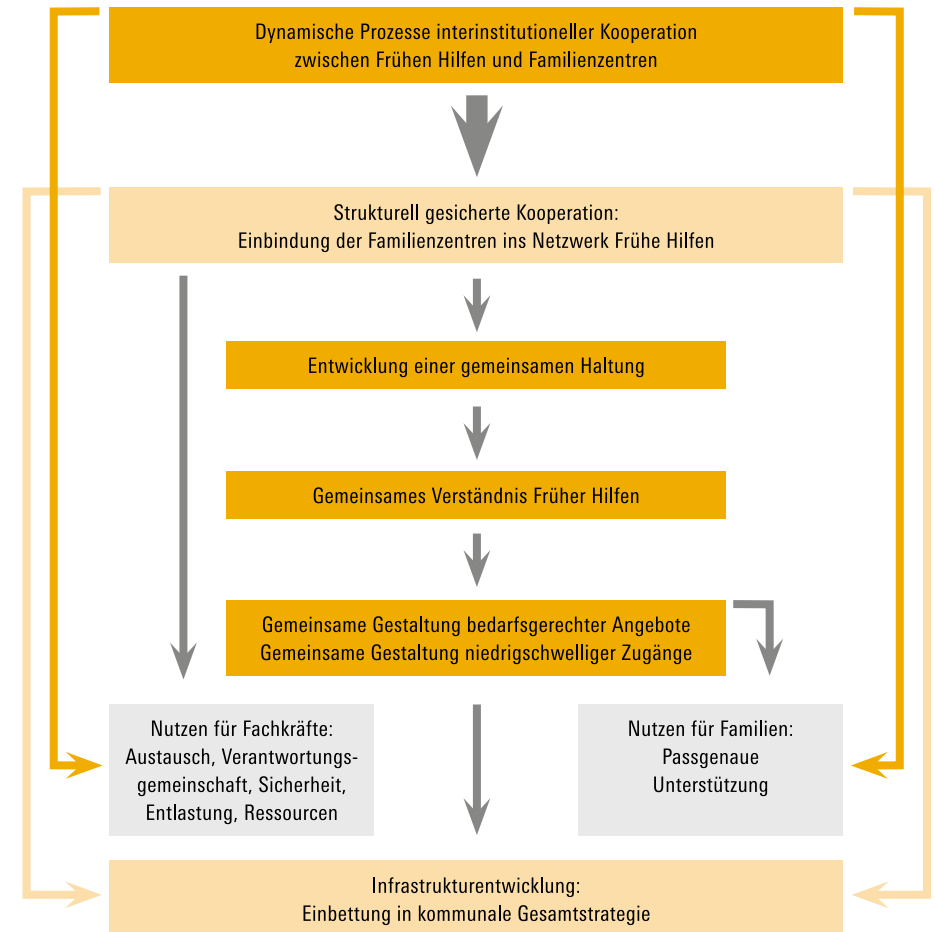 Dynamische Prozesse interinstitutioneller Kooperation
zwischen Frühen Hilfen und Familienzentren
Strukturell gesicherte Kooperation:
Einbindung der Familienzentren ins Netzwerk Frühe Hilfen
Entwicklung einer gemeinsamen Haltung
Gemeinsames Verständnis Früher Hilfen
Gemeinsame Gestaltung bedarfsgerechter Angebote
Gemeinsame Gestaltung niedrigschwelliger Zugänge
Nutzen für Fachkräfte:
Austausch, Verantwortungs-
gemeinschaft, Sicherheit,
Entlastung, Ressourcen
Nutzen für Familien:
Passgenaue
Unterstützung
Infrastrukturentwicklung:
Einbettung in kommunale Gesamtstrategie